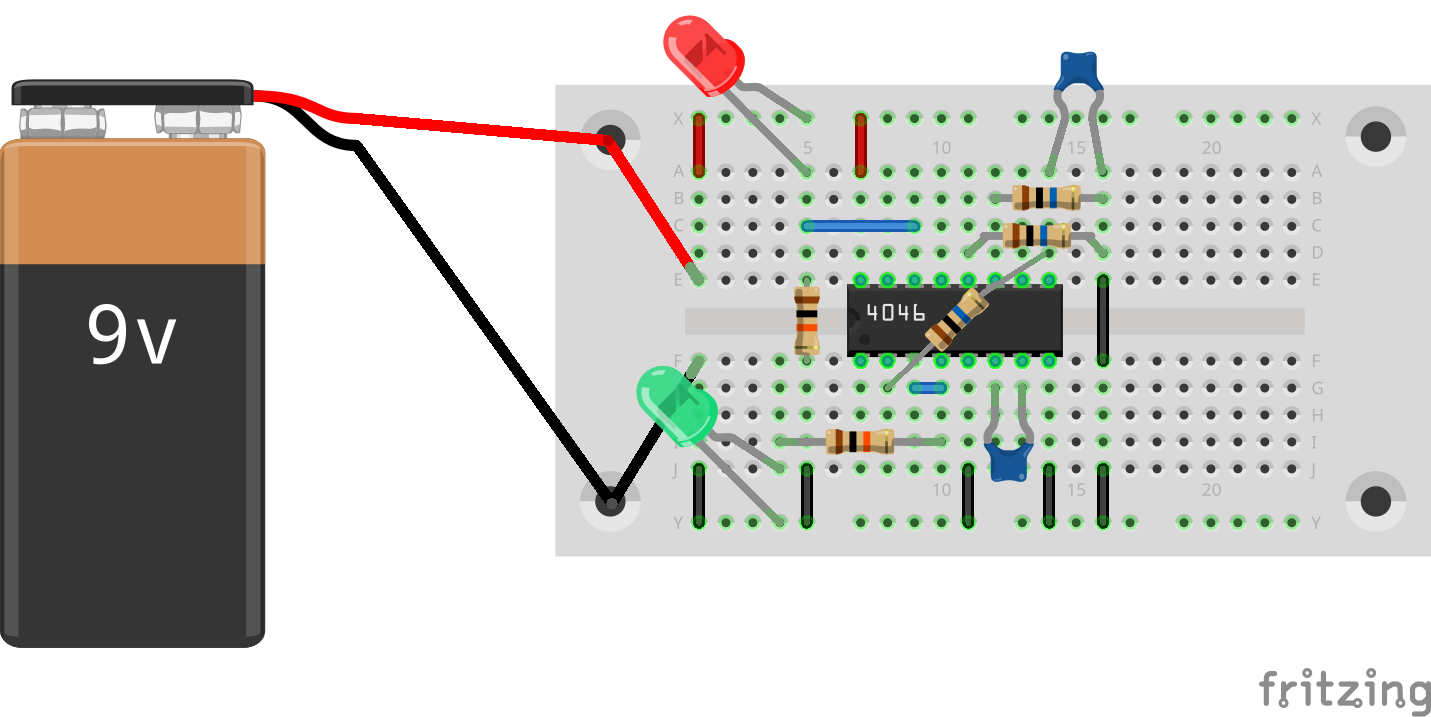 X 5 10 15 20 X
A A
B B
C C
D D
E E
4046
9v
F F
G G
H H
I I
J J
10 15 20
Y Y
fritzing